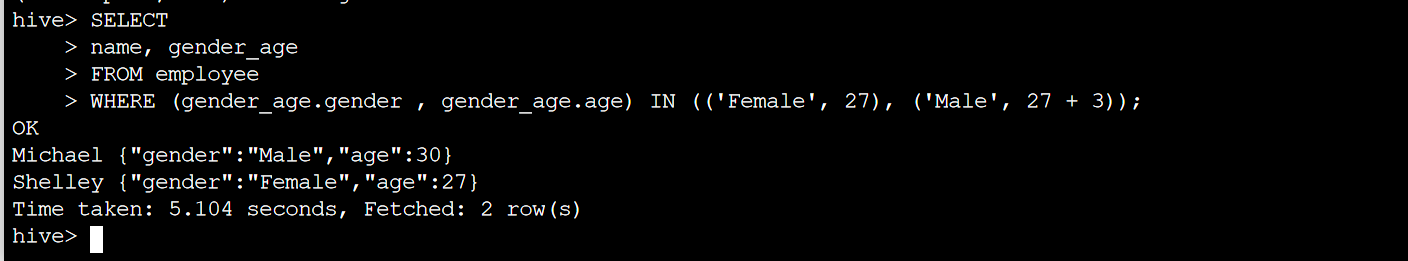 hive> SELECT
    > name, gender_age
    > FROM employee
    > WHERE (gender_age.gender , gender_age.age) IN (('Female', 27), ('Male', 27 + 3));
OK
Michael {"gender":"Male","age":30}
Shelley {"gender":"Female","age":27}
Time taken: 5.104 seconds, Fetched: 2 row(s)
hive>